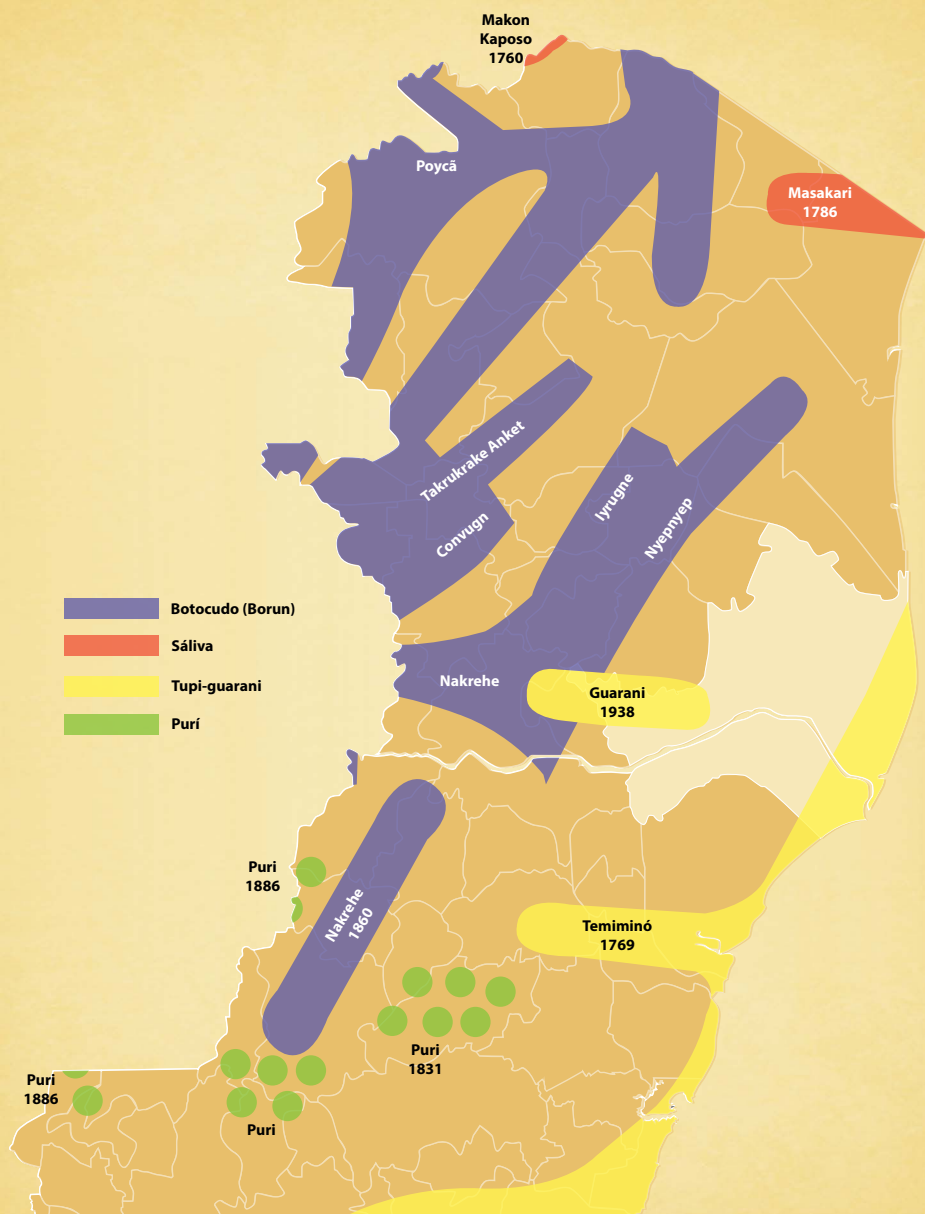 Makon
Kaposo
1760
Poycã
Masakari
1786
Takrukrake Anket
Convugn
Iyrugne
Nyepnyep
Botocudo (Borun)
Sáliva
Tupi-guarani
Purí
Nakrehe
Guarani
1938
Puri
1886
Nakrehe
1860
Temiminó
1769
Puri
1831
Puri
1886
Puri